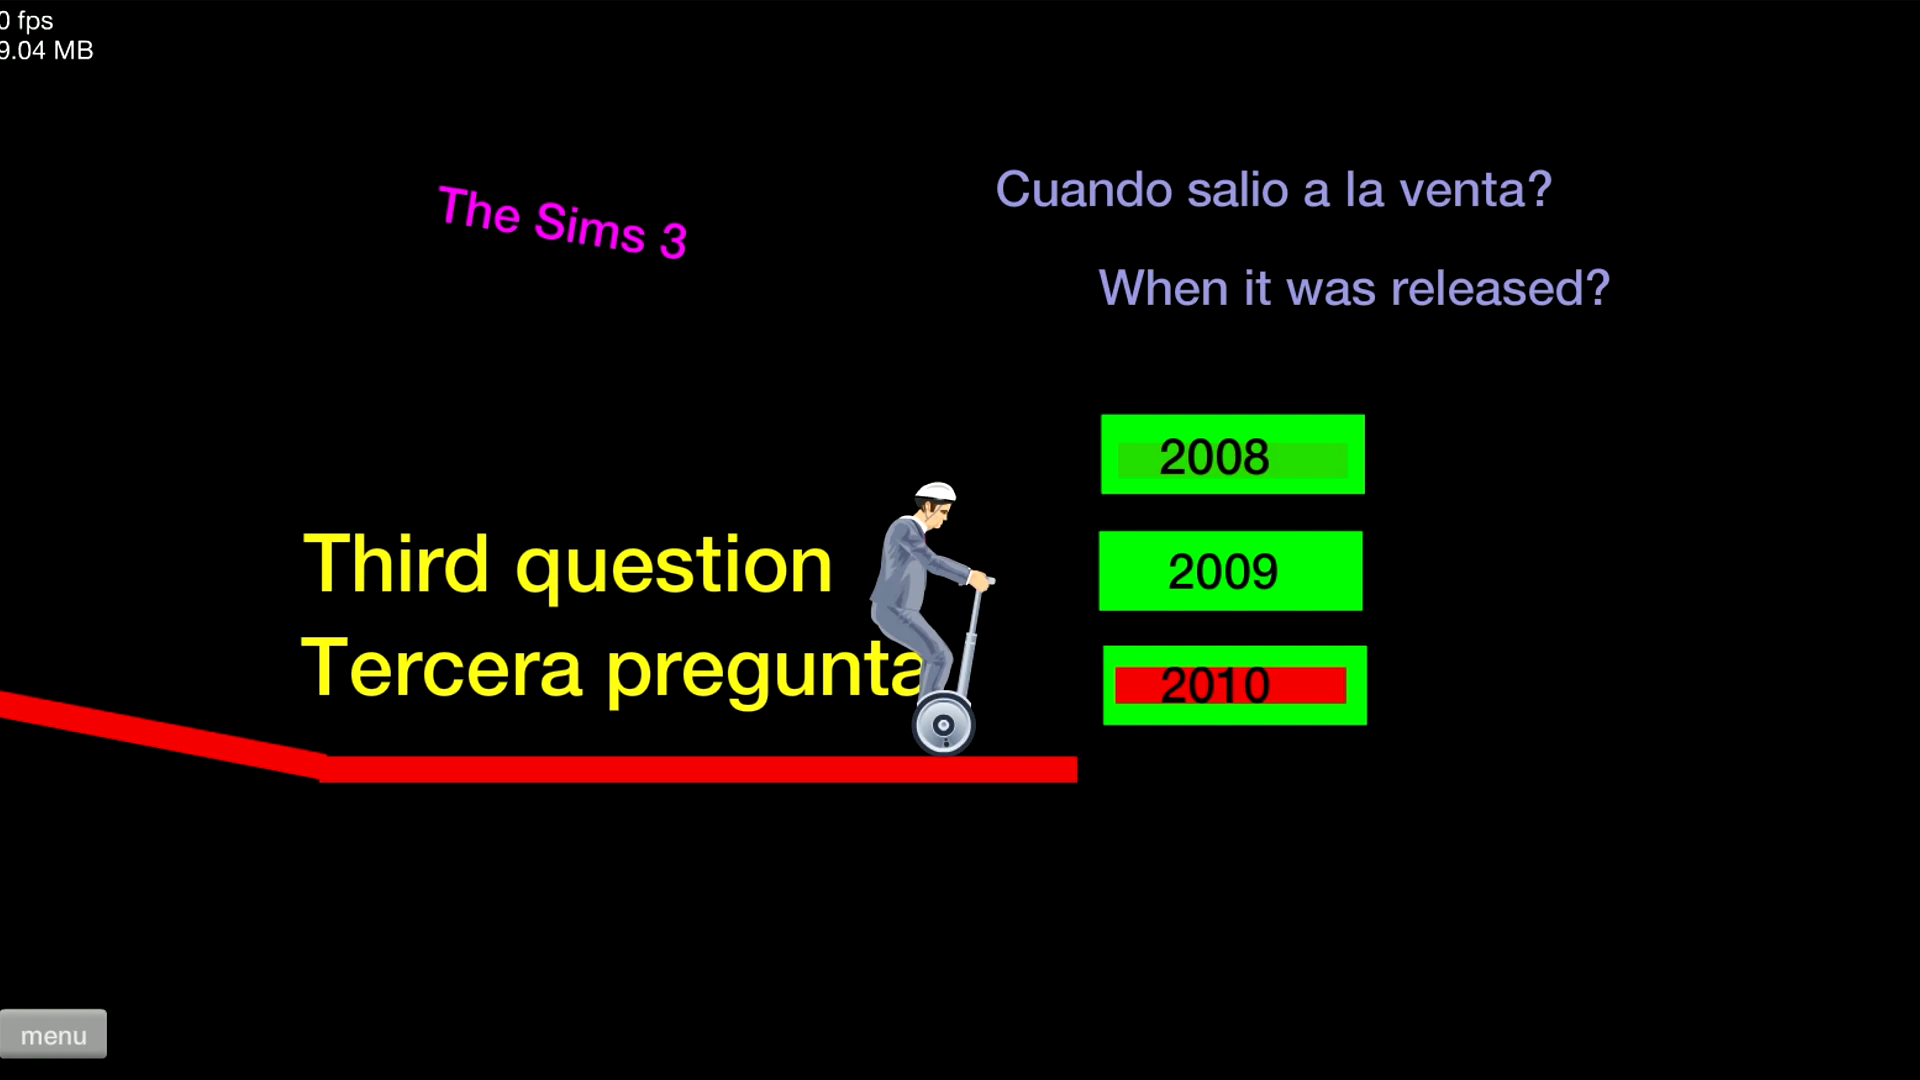 0 fps
9.04 MB
The Sims 3
Cuando salio a la venta?
When it was released?
2008
2009
2010
Third question
Tercera pregunta
menu